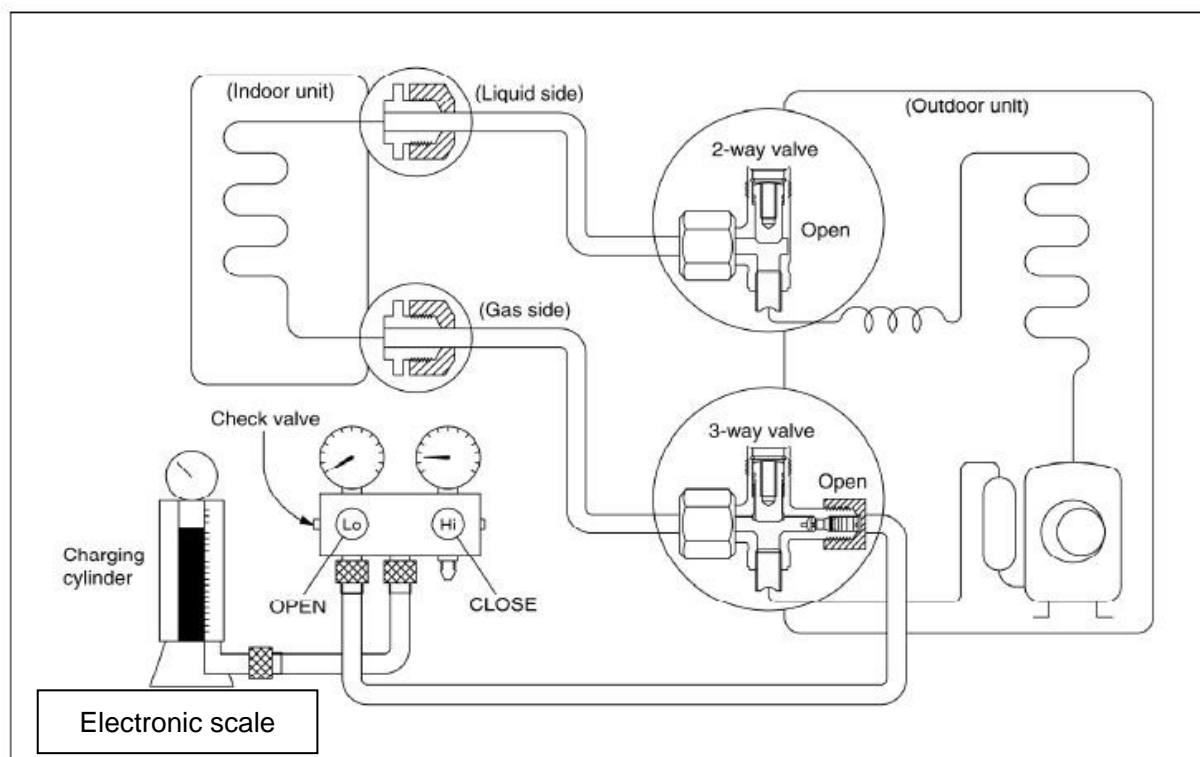 (Indoor unit)
(Liquid side)
(Outdoor unit)
2-way valve
Open
(Gas side)
Check valve
3-way valve
Open
Lo
Hi
Charging
cylinder
OPEN
CLOSE
Electronic scale